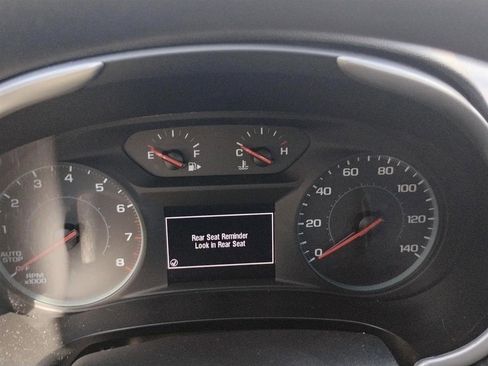 E F
C H
1 2 3 4 5 6 7 8
AUTO
STOP
OFF
RPM
x1000
Rear Seat Reminder
Look in Rear Seat
0 20 40 60 80 100 120 140